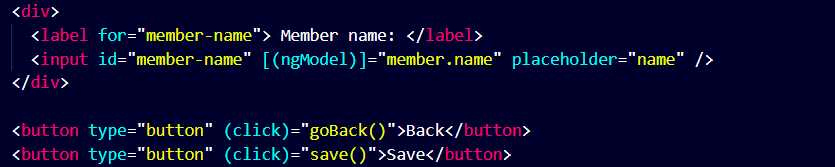 <div>
  <label for="member-name"> Member name: </label>
  <input id="member-name" [(ngModel)]="member.name" placeholder="name" />
</div>

<button type="button" (click)="goBack()">Back</button>
<button type="button" (click)="save()">Save</button>